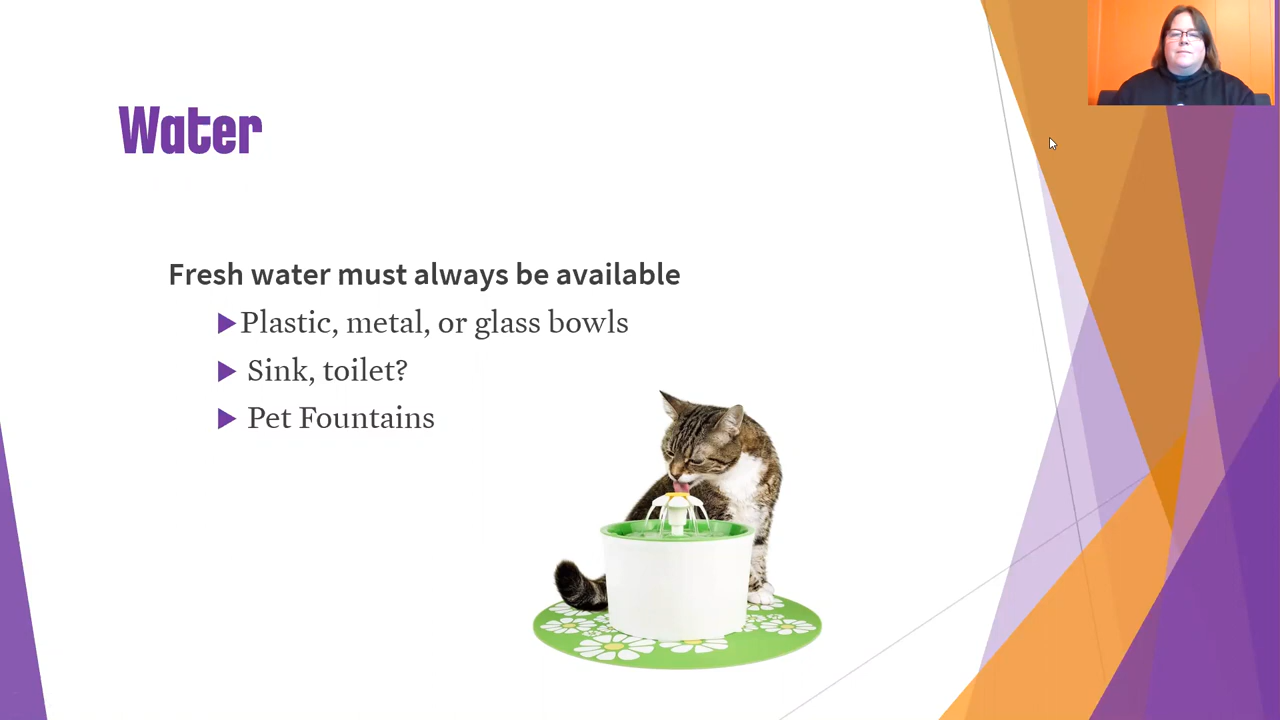 Water
Fresh water must always be available
Plastic, metal, or glass bowls
Sink, toilet?
Pet Fountains